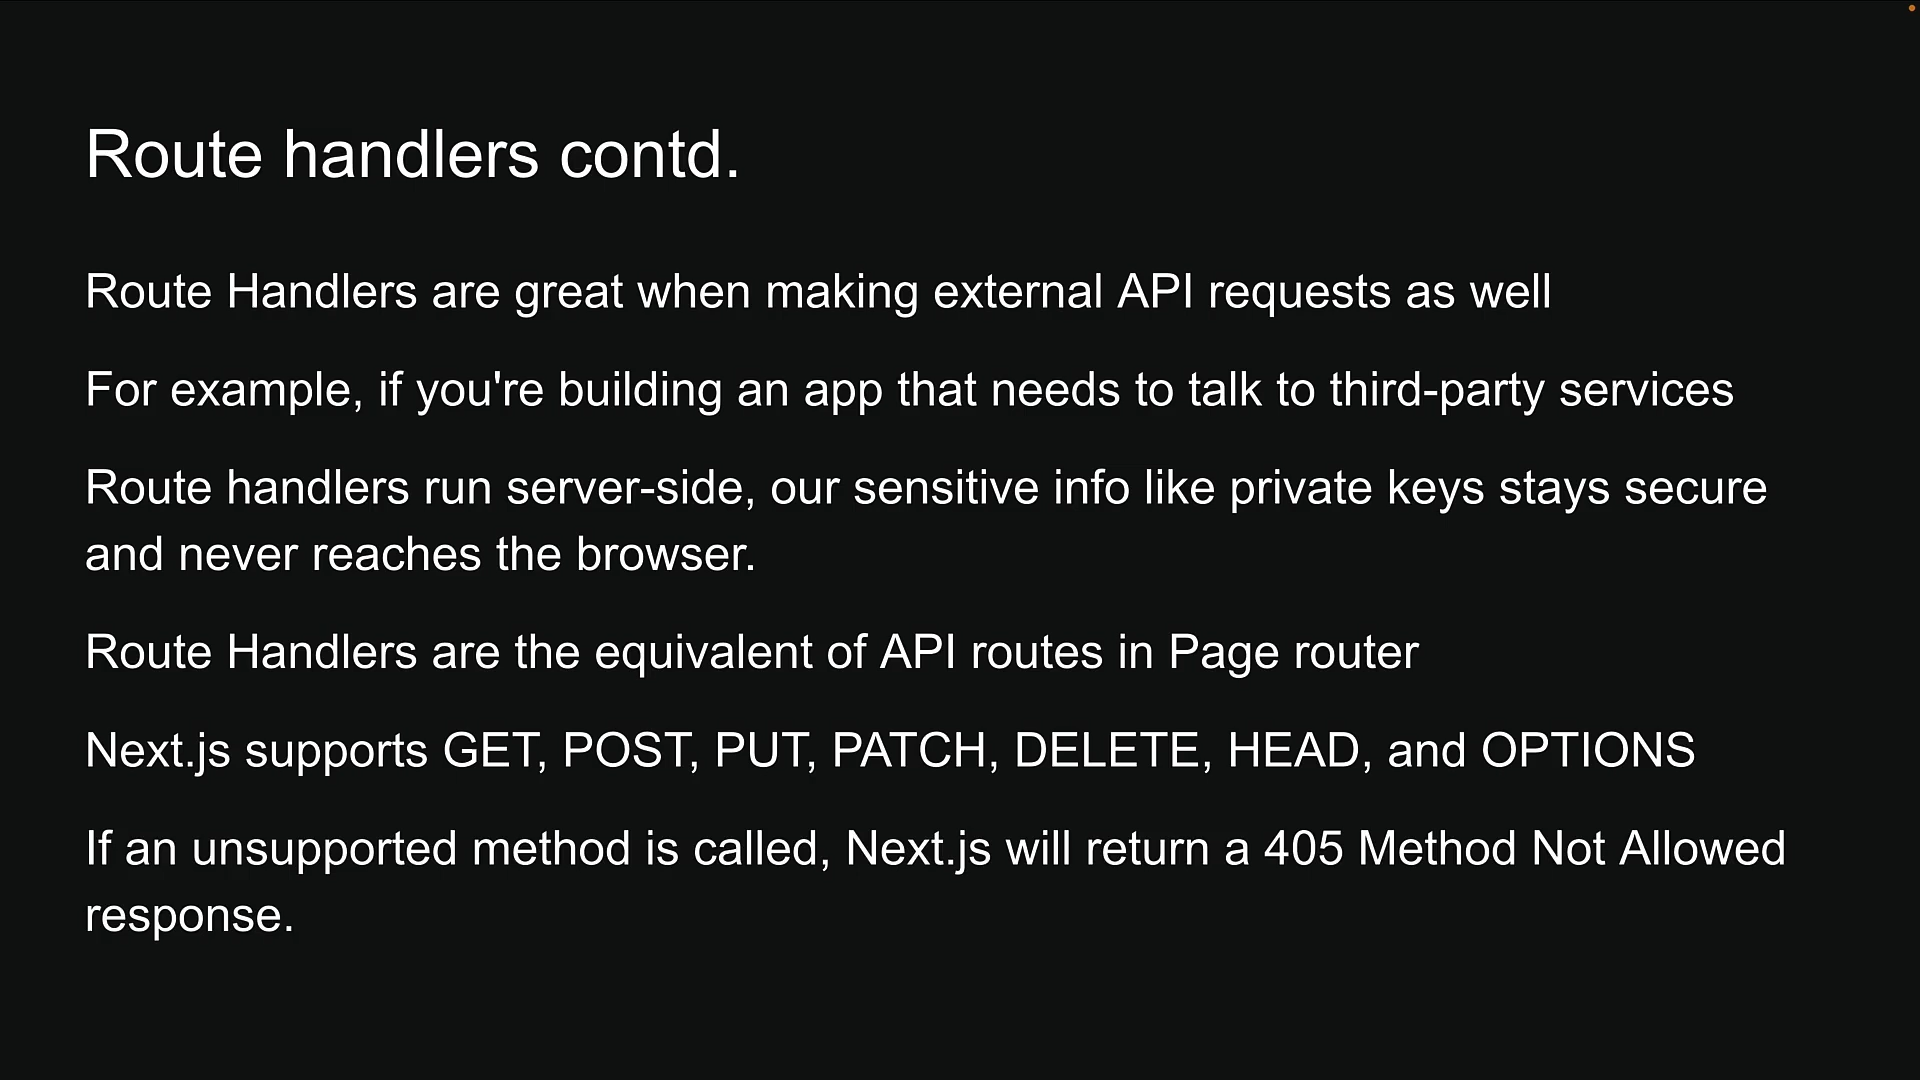 Route handlers contd.
Route Handlers are great when making external API requests as well
For example, if you're building an app that needs to talk to third-party services
Route handlers run server-side, our sensitive info like private keys stays secure
and never reaches the browser.
Route Handlers are the equivalent of API routes in Page router
Next.js supports GET, POST, PUT, PATCH, DELETE, HEAD, and OPTIONS
If an unsupported method is called, Next.js will return a 405 Method Not Allowed
response.